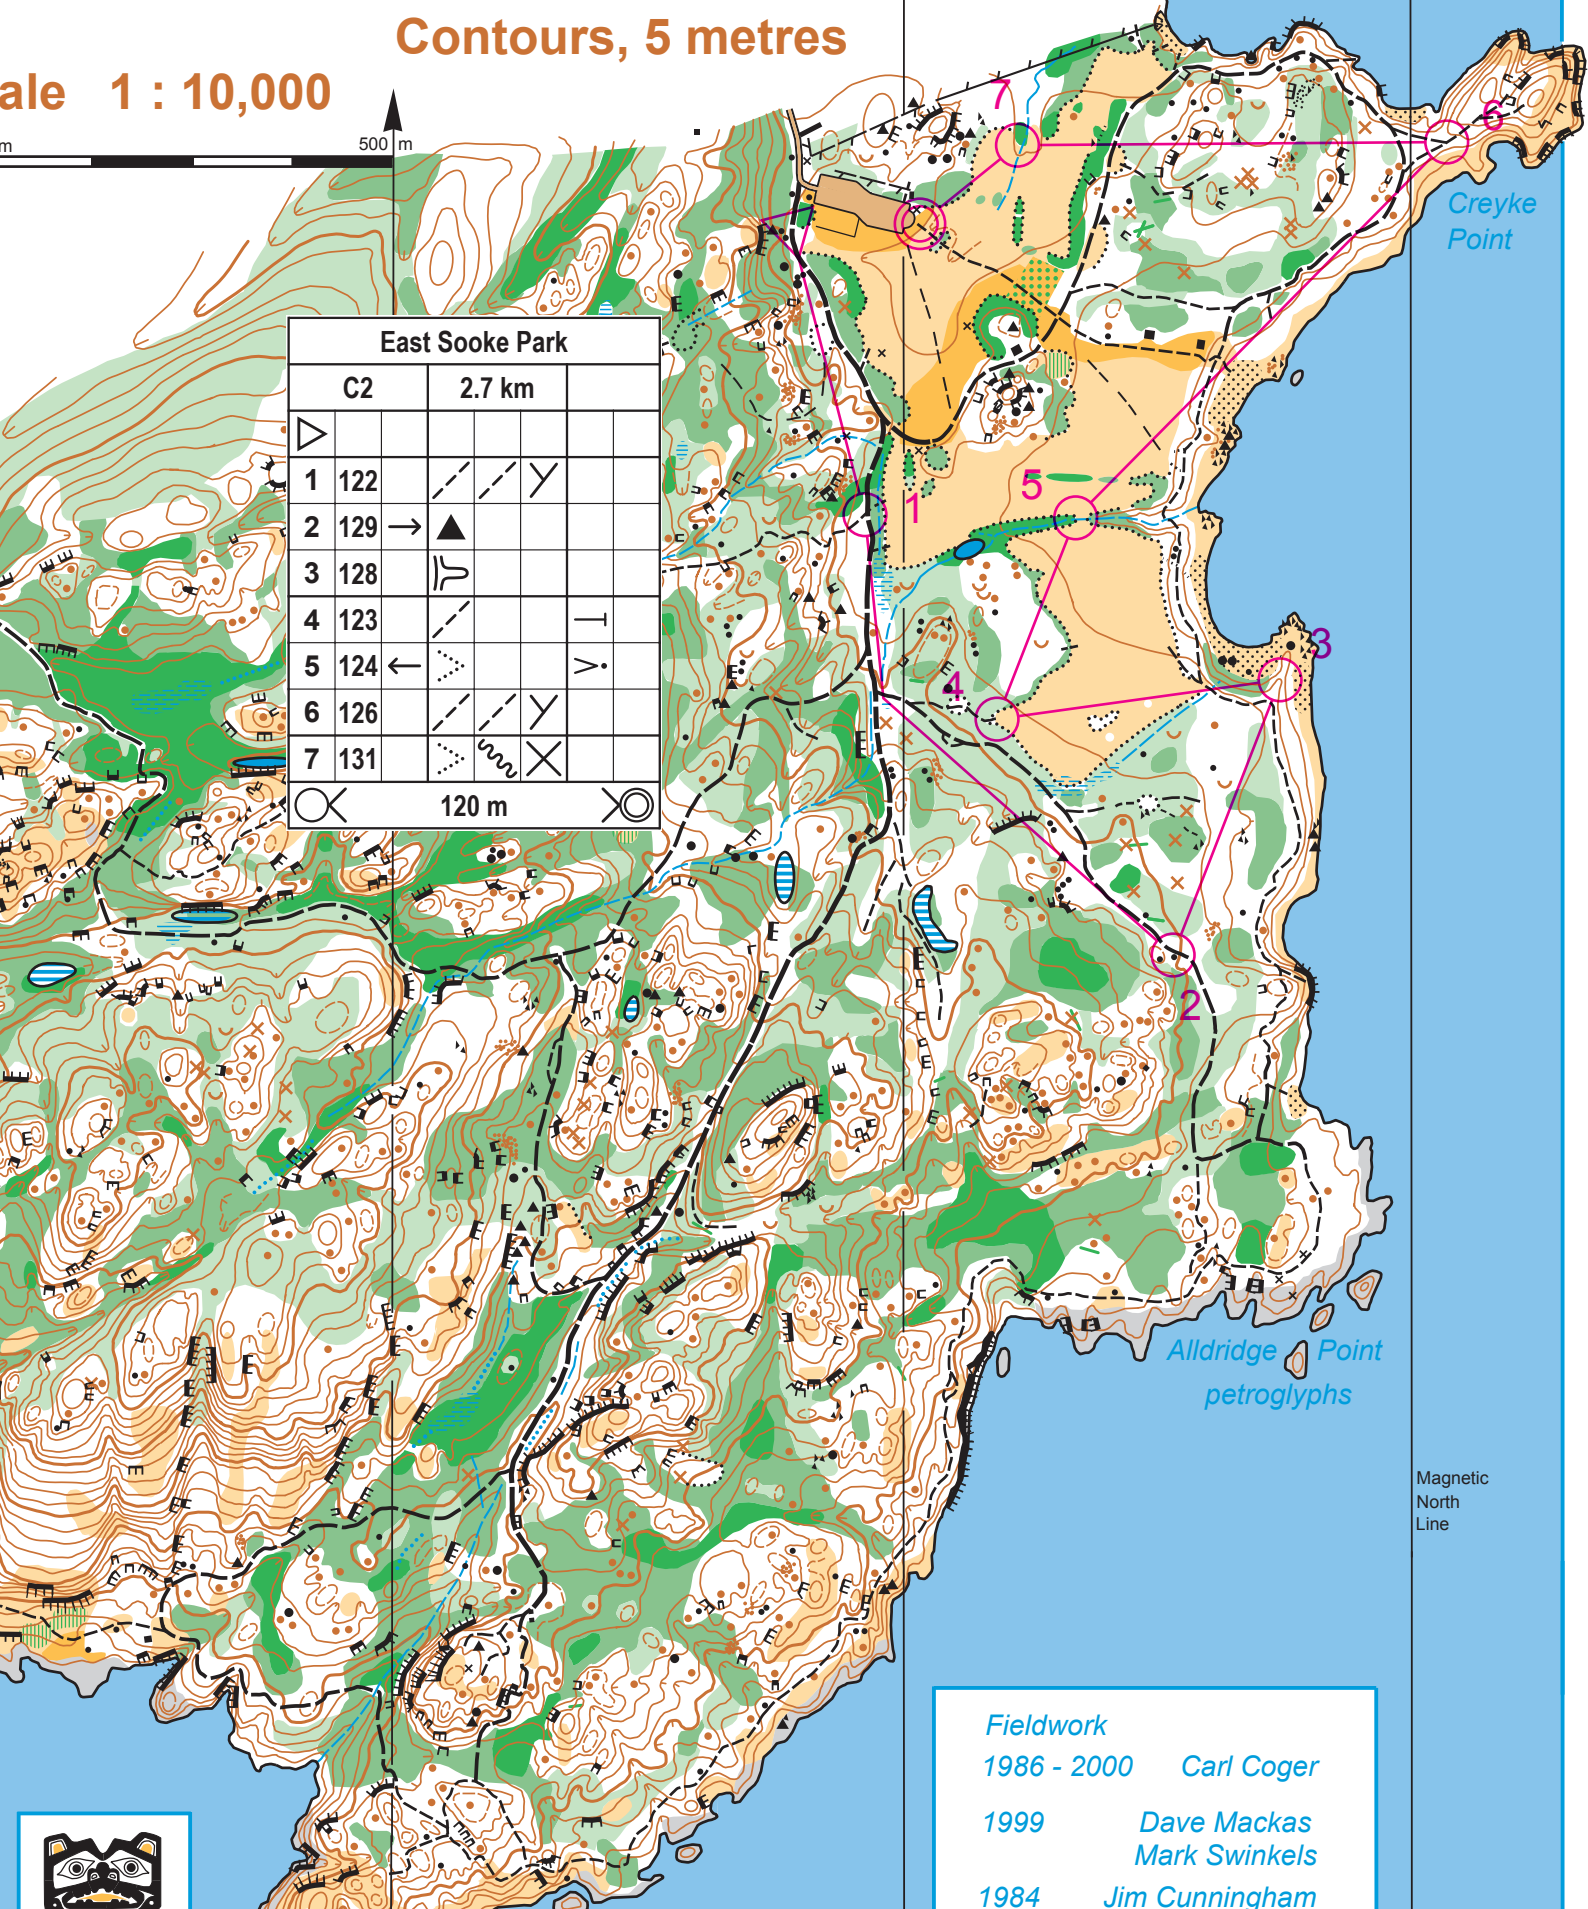 Contours, 5 metres
ale 1 : 10,000
m
500 m
East Sooke Park
C2 2.7 km
1 122
2 129
3 128
4 123
5 124
6 126
7 131
120 m
7
6
Creyke
Point
1
5
3
4
2
Alldridge Point
petroglyphs
Magnetic
North
Line
Fieldwork
1986 - 2000 Carl Coger
1999 Dave Mackas
Mark Swinkels
1984 Jim Cunningham